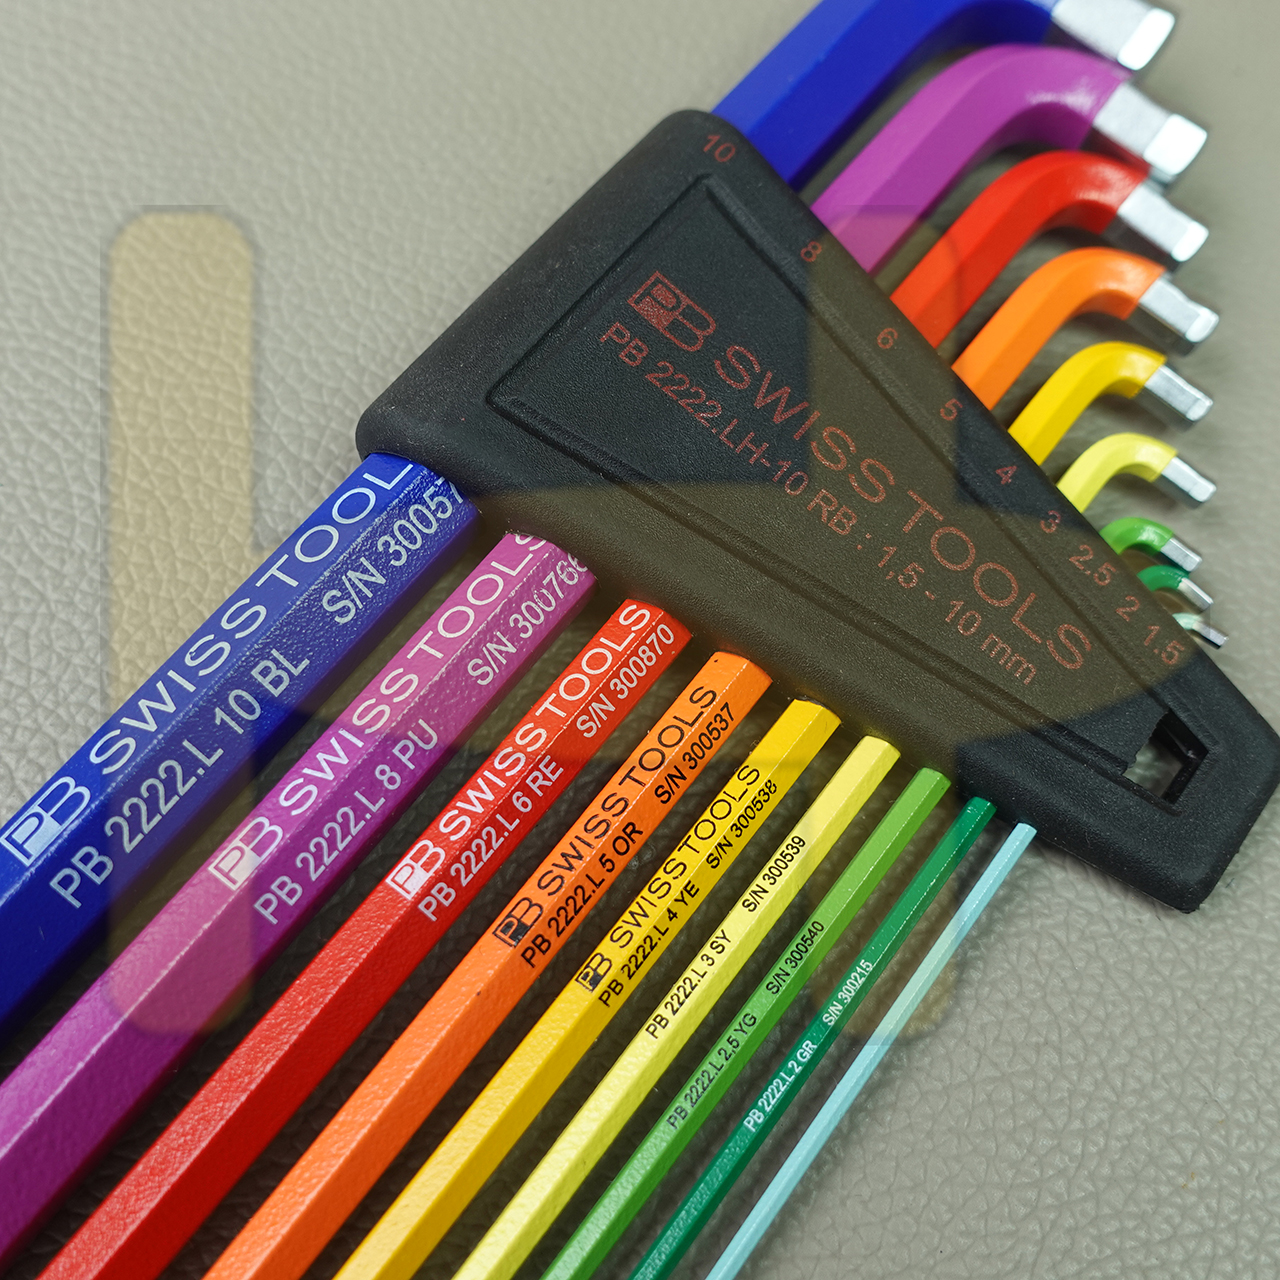 10
8
6
5
4
3
2,5
2
1.5
PB SWISS TOOLS
PB 2222.LH-10 RB : 1,5 - 10 mm
PB SWISS TOOL
PB 2222.L 10 BL S/N 30057
PB SWISS TOOLS
PB 2222.L 8 PU S/N 300766
PB SWISS TOOLS
PB 2222.L 6 RE S/N 300870
PB SWISS TOOLS
PB 2222.L 5 OR S/N 300537
PB SWISS TOOLS
PB 2222.L 4 YE S/N 300538
PB 2222.L 3 SY S/N 300539
PB 2222.L 2,5 YG S/N 300540
PB 2222.L 2 GR S/N 300215